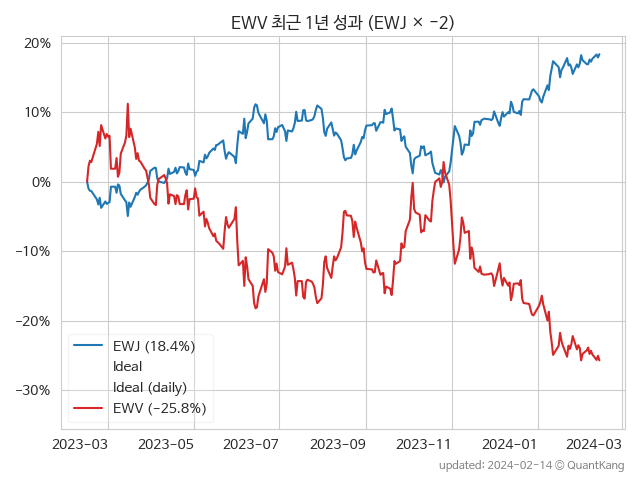 EWV 최근 1년 성과 (EWJ × −2)
20%
10%
0%
−10%
−20%
−30%
EWJ (18.4%)
Ideal
Ideal (daily)
EWV (−25.8%)
2023-03 2023-05 2023-07 2023-09 2023-11 2024-01 2024-03
updated: 2024-02-14 © QuantKang